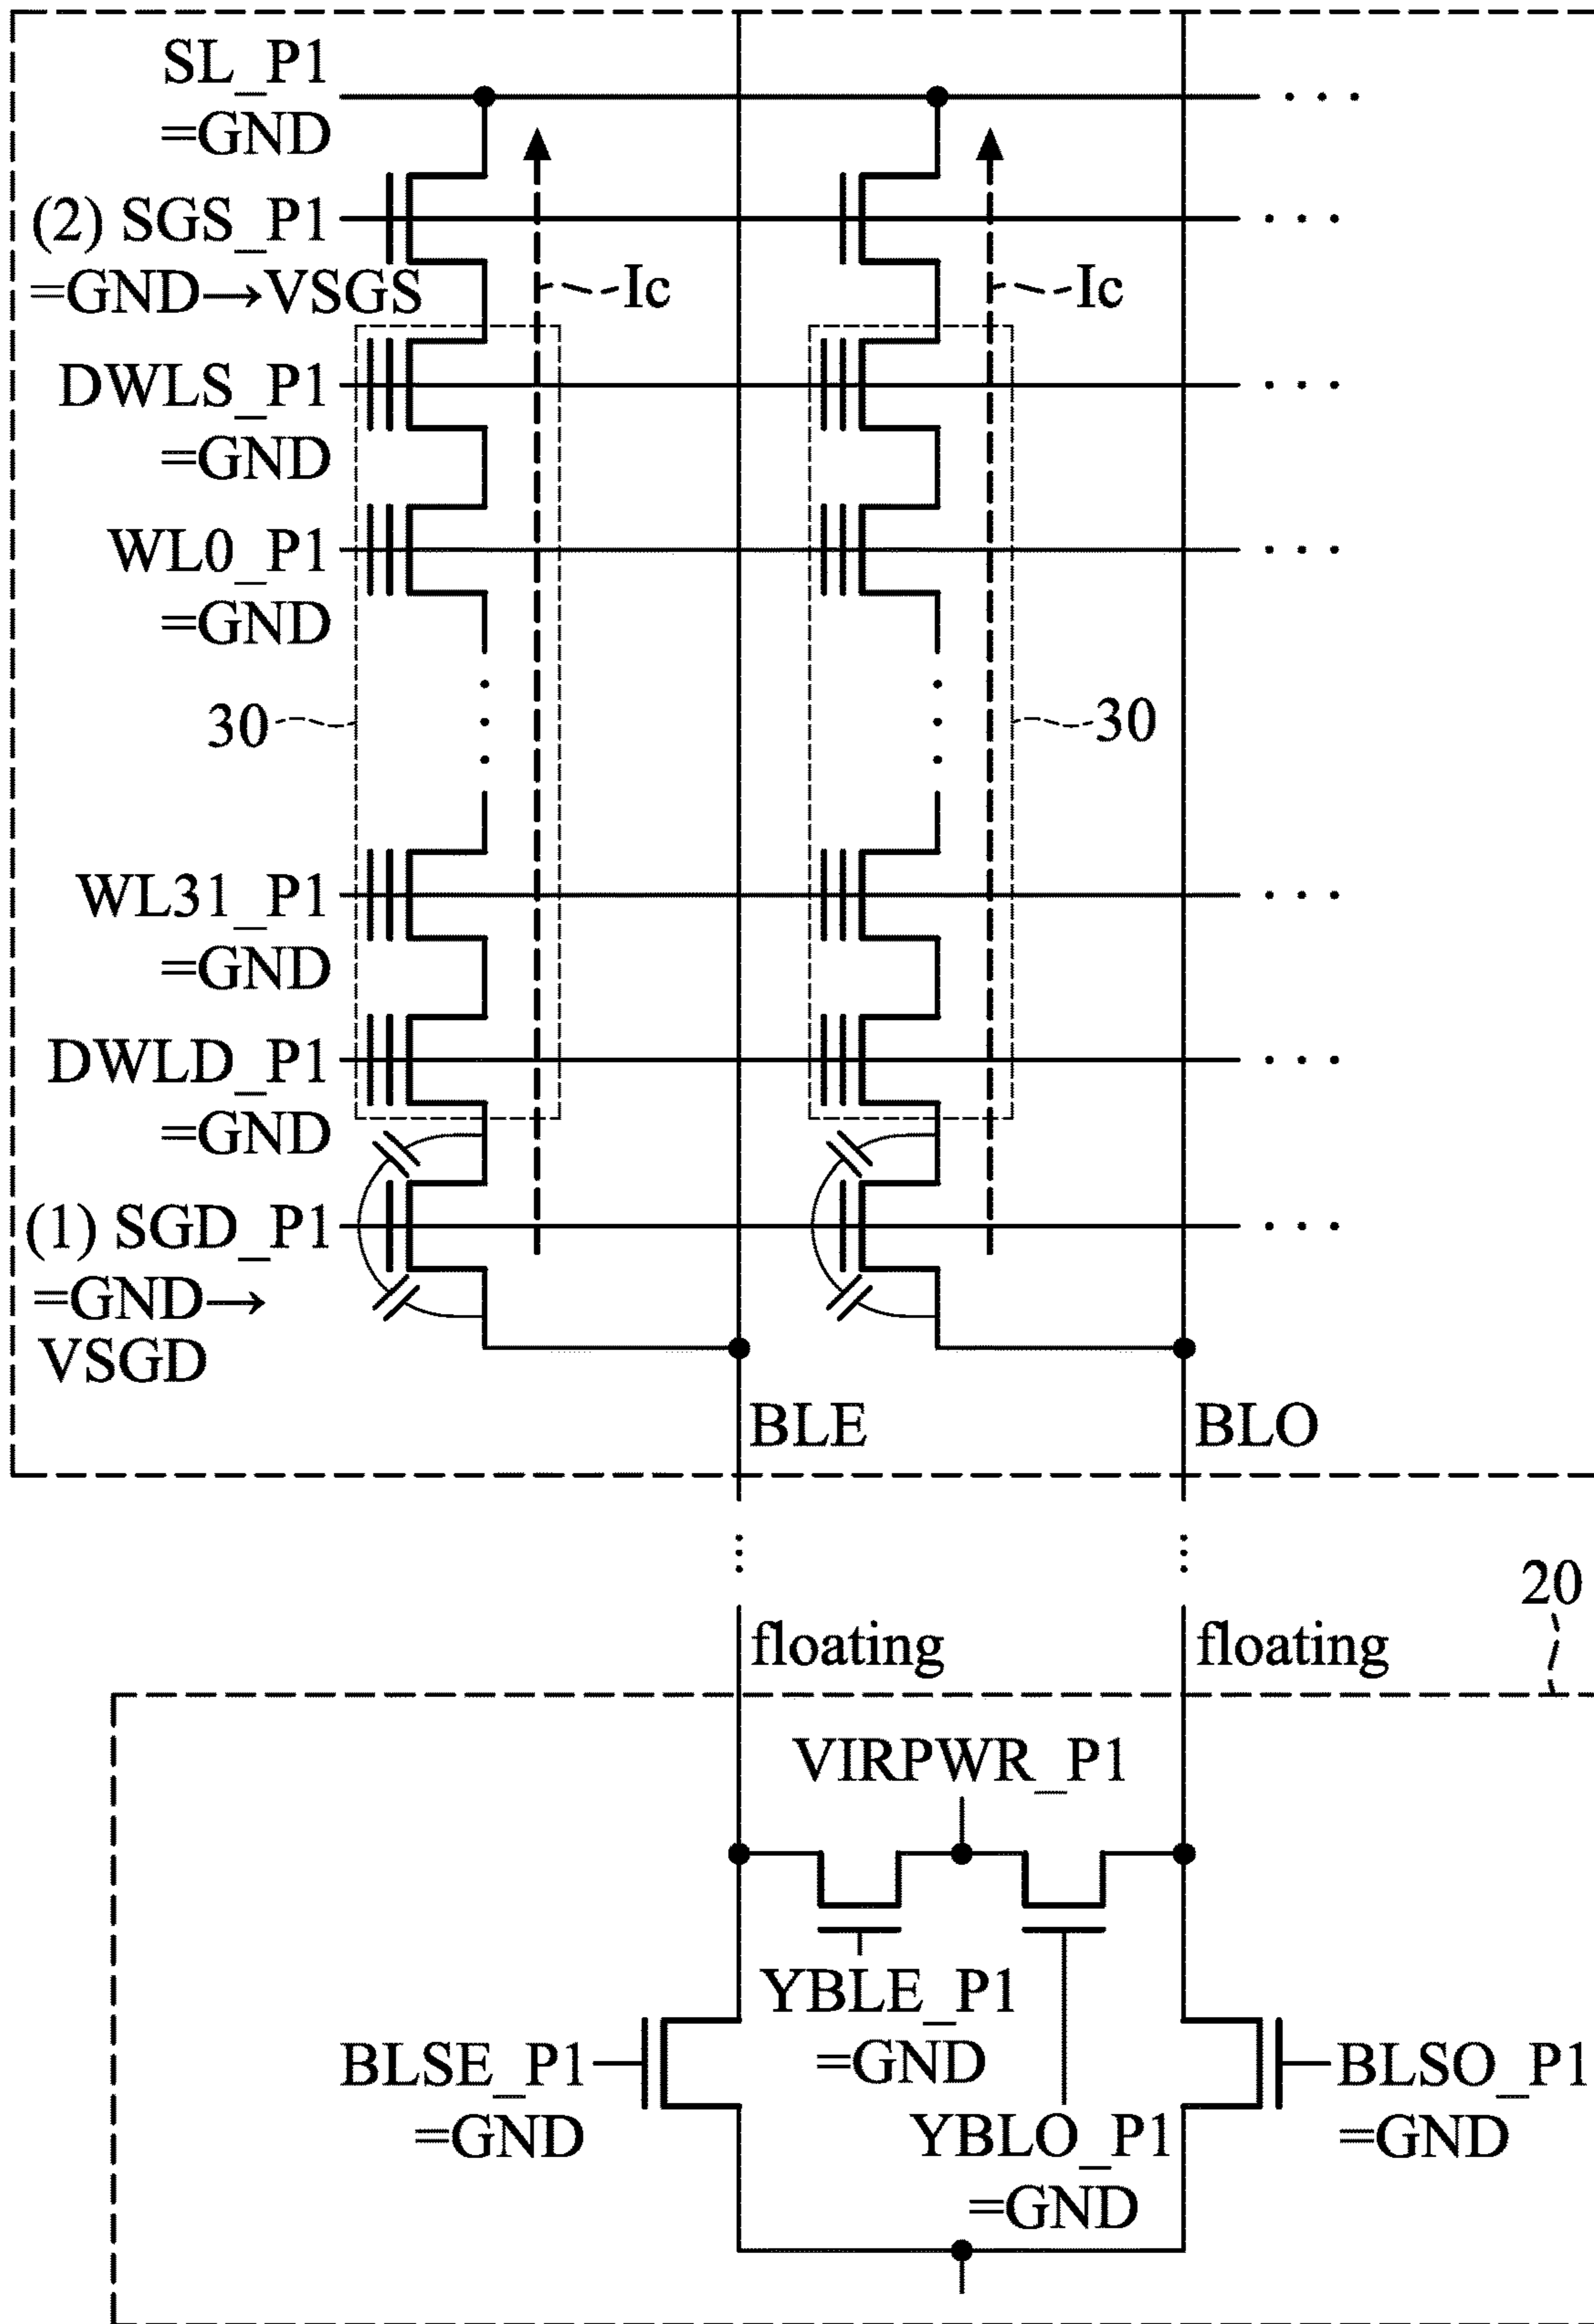 SL_P1
=GND
(2) SGS_P1
=GND→VSGS
Ic
Ic
DWLS_P1
=GND
WL0_P1
=GND
30
30
WL31_P1
=GND
DWLD_P1
=GND
(1) SGD_P1
=GND→
VSGD
BLE
BLO
20
floating
floating
VIRPWR_P1
YBLE_P1
=GND
BLSE_P1
=GND
BLSO_P1
=GND
YBLO_P1
=GND